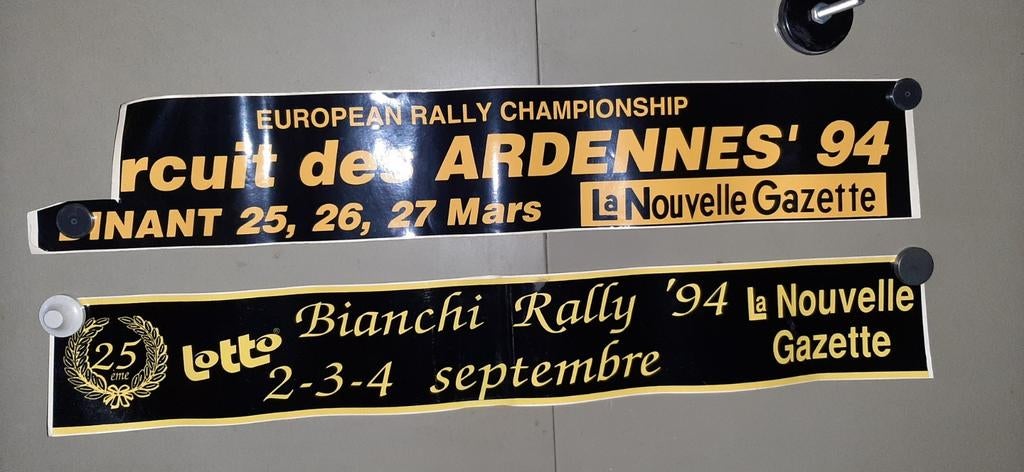 EUROPEAN RALLY CHAMPIONSHIP
rcuit des ARDENNES' 94
INANT 25, 26, 27 Mars
La Nouvelle Gazette
25
eme
Lotto
Bianchi Rally '94
2-3-4 septembre
La Nouvelle
Gazette